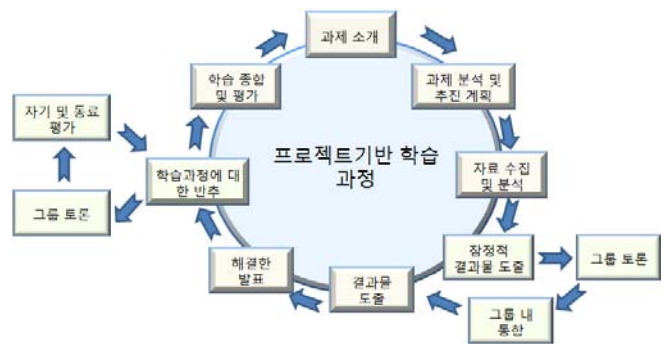 과제 소개
학습 종합
및 평가
과제 분석 및
추진 계획
자기 및 동료
평가
프로젝트기반 학습
과정
학습과정에 대
한 반추
자료 수집
및 분석
그룹 토론
해결한
발표
결과물
도출
잠정적
결과물 도출
그룹 토론
그룹 내
통합